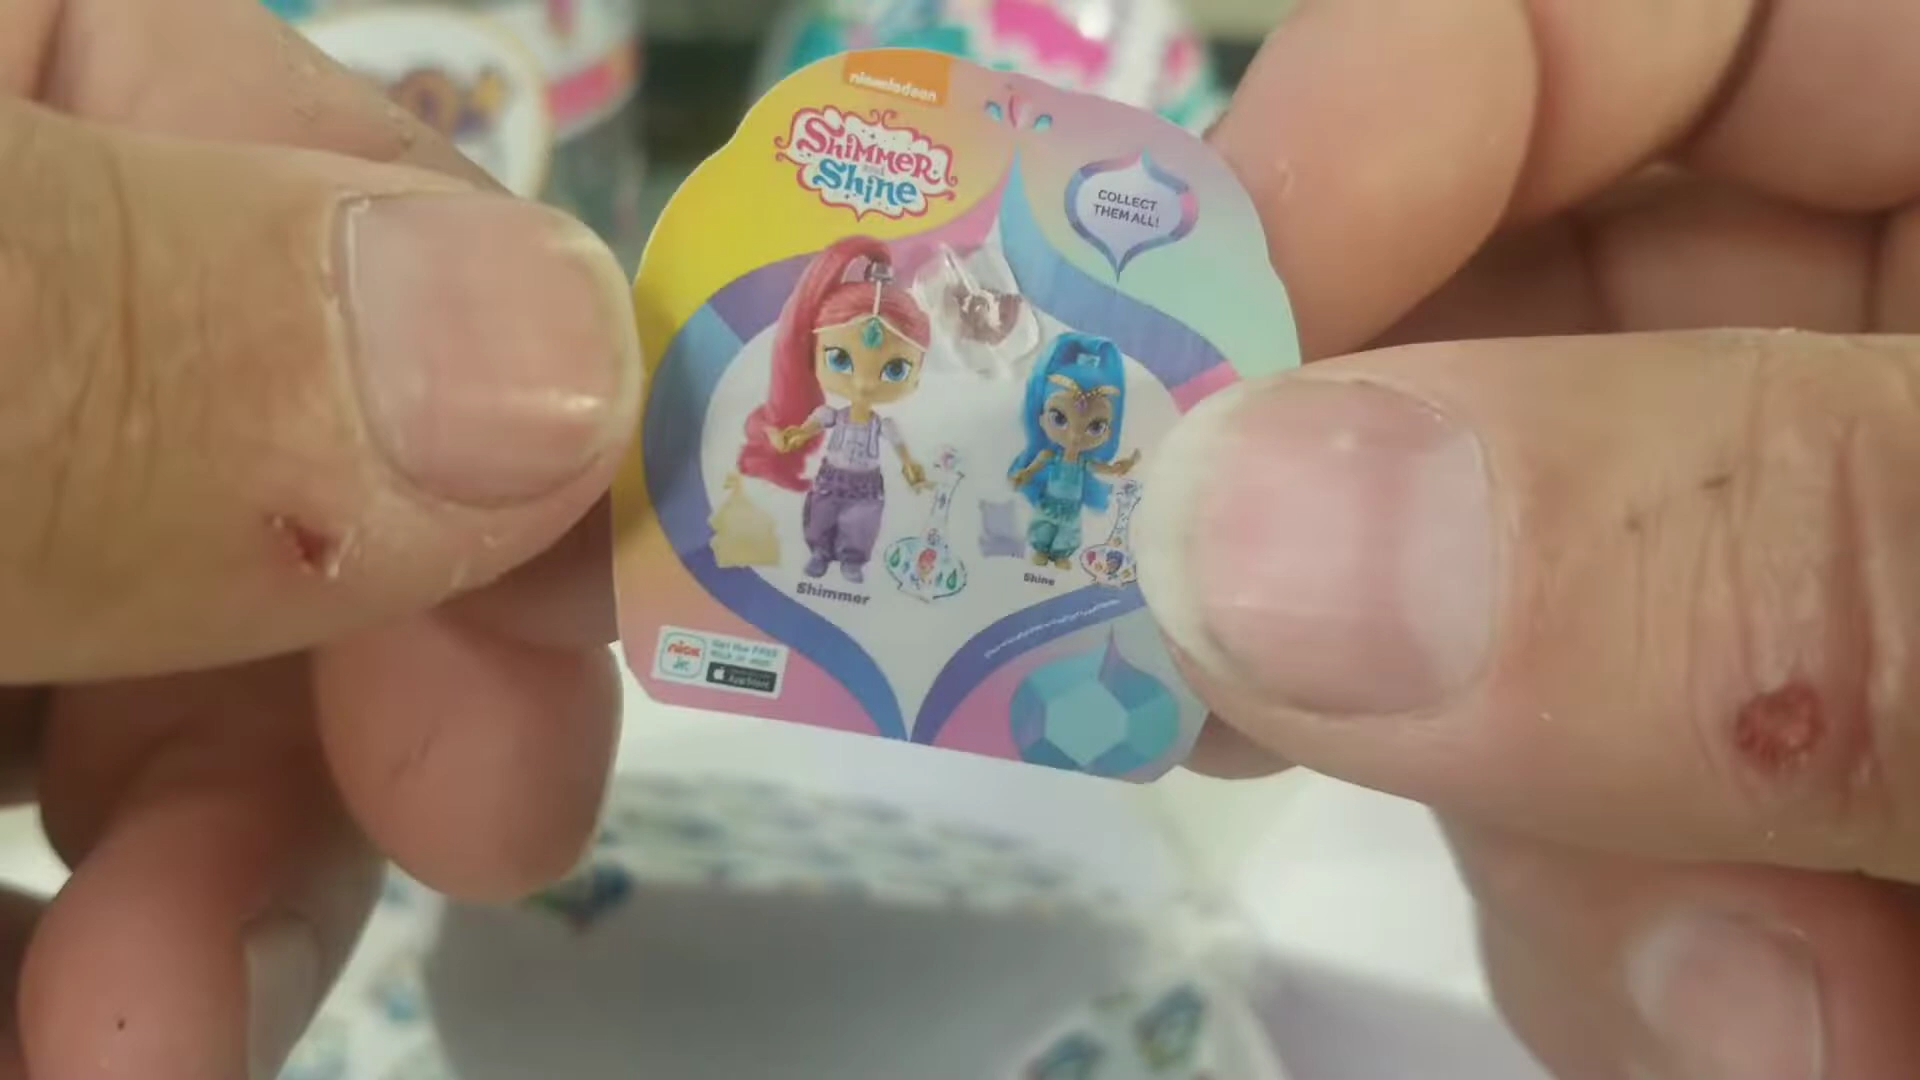 nickelodeon
Shimmer
and
Shine
COLLECT
THEM ALL!
Shimmer
Shine
nick jr.
Get the FREE
App Store